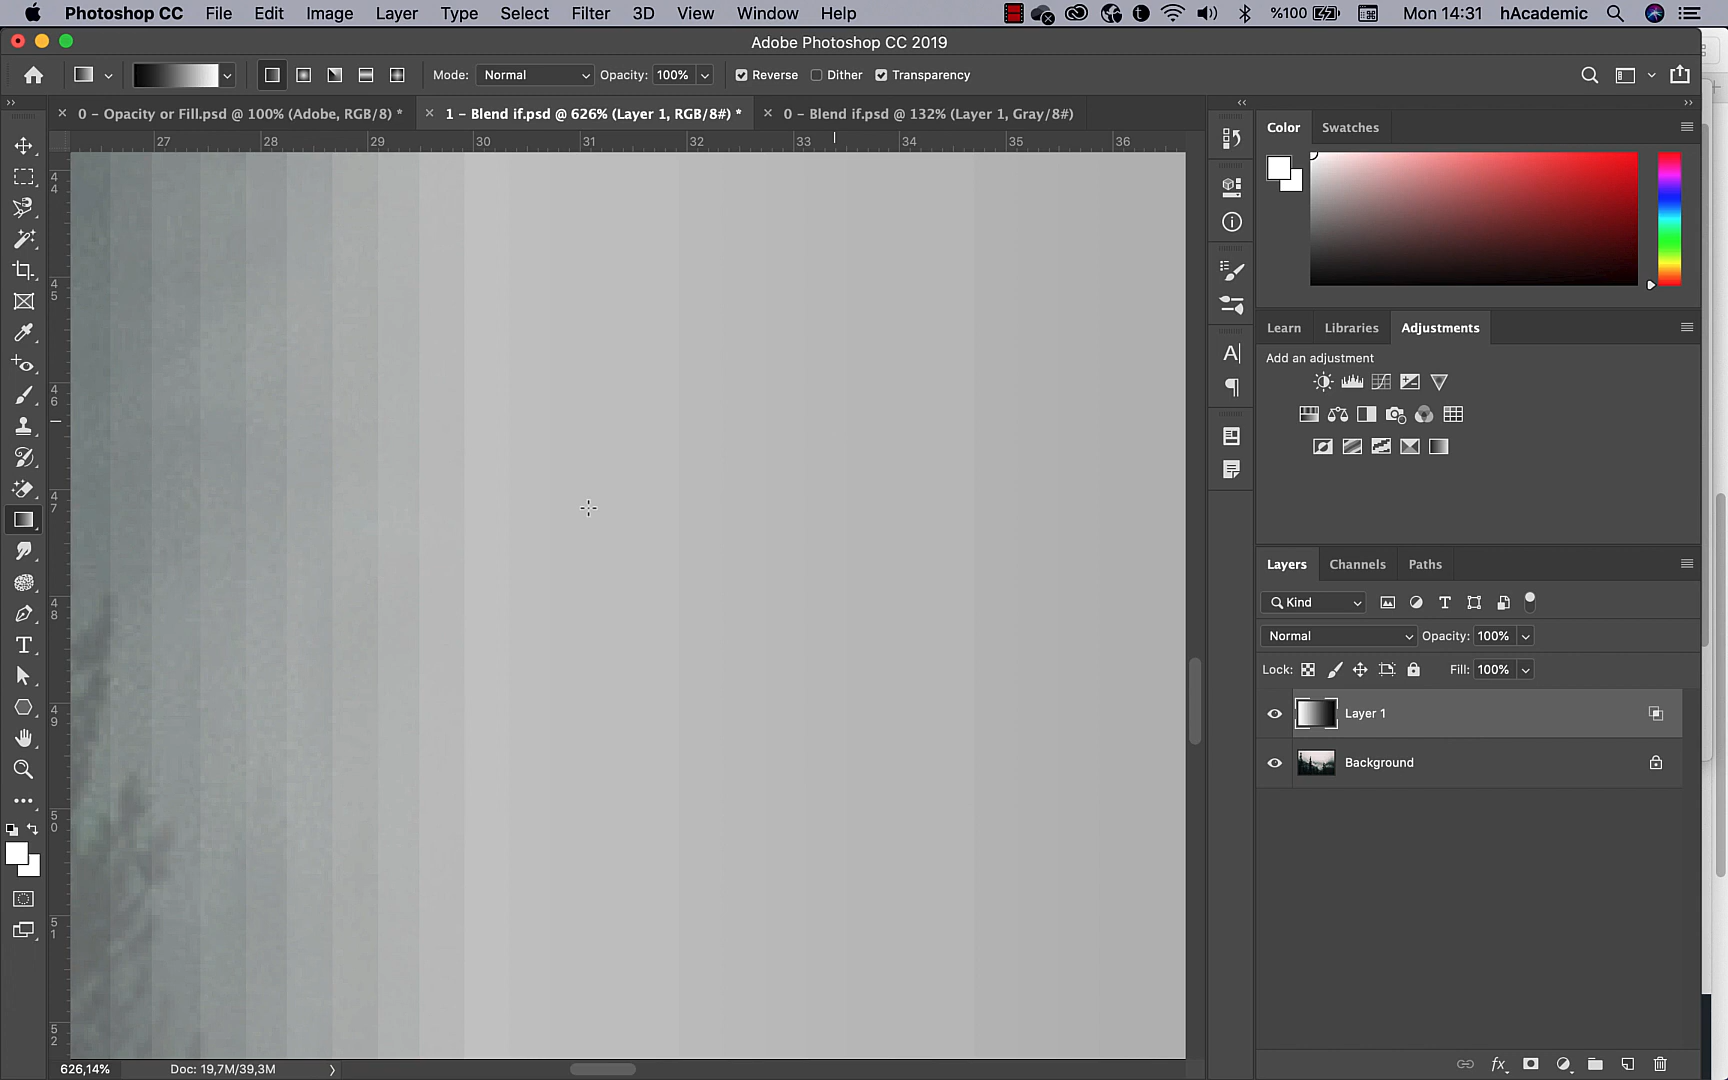 Photoshop CC File Edit Image Layer Type Select Filter 3D View Window Help %100 Mon 14:31 hAcademic
Adobe Photoshop CC 2019
Mode: Normal Opacity: 100% Reverse Dither Transparency
0 – Opacity or Fill.psd @ 100% (Adobe, RGB/8) * 1 – Blend if.psd @ 626% (Layer 1, RGB/8#) * 0 – Blend if.psd @ 132% (Layer 1, Gray/8#)
27 28 29 30 31 32 33 34 35 36
44
45
46
47
48
49
50
51
52
Color Swatches
Learn Libraries Adjustments
Add an adjustment
Layers Channels Paths
Kind
Normal Opacity: 100%
Lock: Fill: 100%
Layer 1
Background
fx
626,14% Doc: 19,7M/39,3M